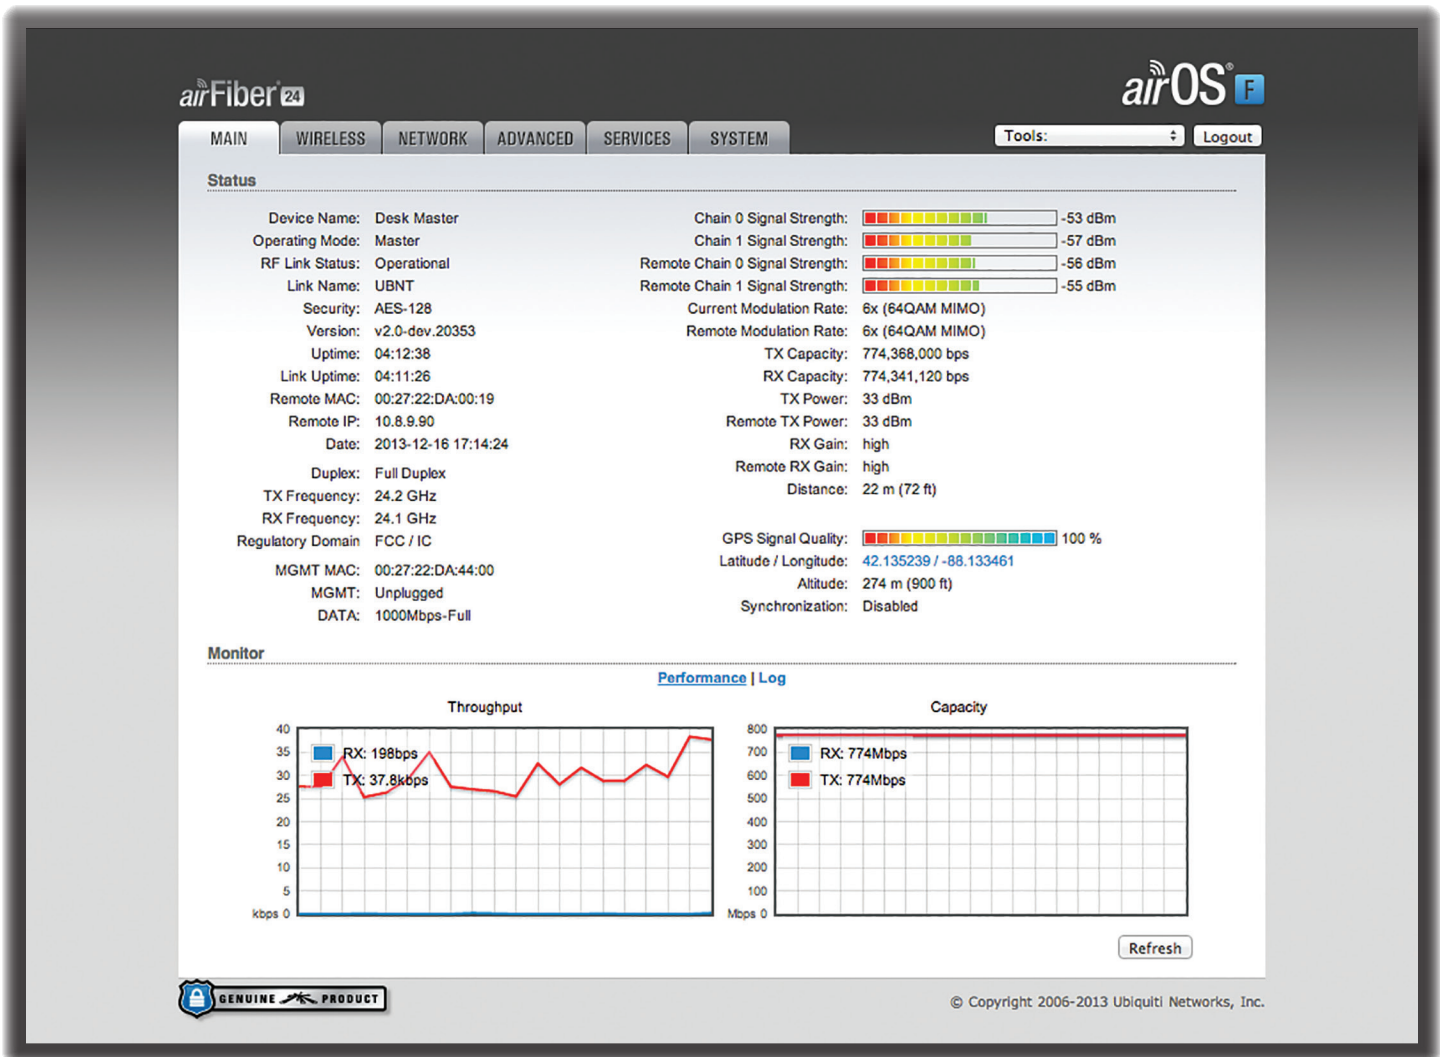 airFiber 24
airOS® F
MAIN WIRELESS NETWORK ADVANCED SERVICES SYSTEM
Tools: Logout
Status
Device Name: Desk Master
Operating Mode: Master
RF Link Status: Operational
Link Name: UBNT
Security: AES-128
Version: v2.0-dev.20353
Uptime: 04:12:38
Link Uptime: 04:11:26
Remote MAC: 00:27:22:DA:00:19
Remote IP: 10.8.9.90
Date: 2013-12-16 17:14:24
Duplex: Full Duplex
TX Frequency: 24.2 GHz
RX Frequency: 24.1 GHz
Regulatory Domain FCC / IC
MGMT MAC: 00:27:22:DA:44:00
MGMT: Unplugged
DATA: 1000Mbps-Full
Chain 0 Signal Strength: -53 dBm
Chain 1 Signal Strength: -57 dBm
Remote Chain 0 Signal Strength: -56 dBm
Remote Chain 1 Signal Strength: -55 dBm
Current Modulation Rate: 6x (64QAM MIMO)
Remote Modulation Rate: 6x (64QAM MIMO)
TX Capacity: 774,368,000 bps
RX Capacity: 774,341,120 bps
TX Power: 33 dBm
Remote TX Power: 33 dBm
RX Gain: high
Remote RX Gain: high
Distance: 22 m (72 ft)
GPS Signal Quality: 100 %
Latitude / Longitude: 42.135239 / -88.133461
Altitude: 274 m (900 ft)
Synchronization: Disabled
Monitor
Performance | Log
Throughput
40
35
30
25
20
15
10
5
kbps 0
RX: 198bps
TX: 37.8kbps
Capacity
800
700
600
500
400
300
200
100
Mbps 0
RX: 774Mbps
TX: 774Mbps
Refresh
GENUINE PRODUCT
© Copyright 2006-2013 Ubiquiti Networks, Inc.